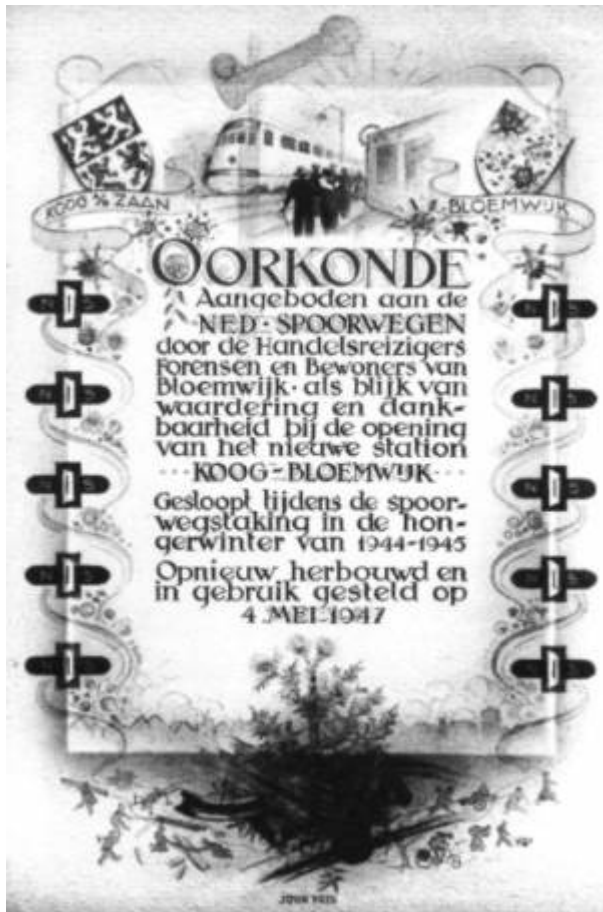 KOOG A/D ZAAN
BLOEMWIJK
OORKONDE
Aangeboden aan de
NED · SPOORWEGEN
door de Handelsreizigers
Forensen en Bewoners van
Bloemwijk · als blijk van
waardering en dank-
baarheid bij de opening
van het nieuwe station
··· KOOG-BLOEMWIJK ···
Gesloopt tijdens de spoor-
wegstaking in de hon-
gerwinter van 1944-1945
Opnieuw herbouwd en
in gebruik gesteld op
4 MEI 1947